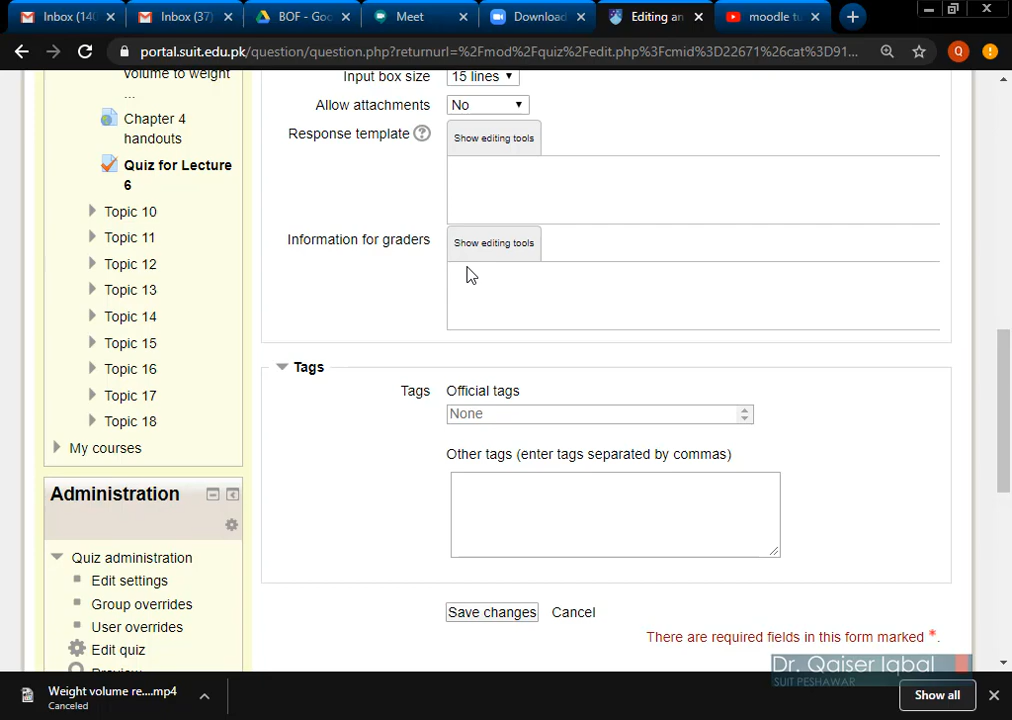 Inbox (140
Inbox (37)
BOF - Goo
Meet
Download
Editing an
moodle tu
portal.suit.edu.pk/question/question.php?returnurl=%2Fmod%2Fquiz%2Fedit.php%3Fcmid%3D22671%26cat%3D91...
Q
volume to weight
...
Chapter 4
handouts
Quiz for Lecture
6
Topic 10
Topic 11
Topic 12
Topic 13
Topic 14
Topic 15
Topic 16
Topic 17
Topic 18
My courses
Administration
Quiz administration
Edit settings
Group overrides
User overrides
Edit quiz
Preview
Input box size
15 lines
Allow attachments
No
Response template
Show editing tools
Information for graders
Show editing tools
Tags
Tags
Official tags
None
Other tags (enter tags separated by commas)
Save changes
Cancel
There are required fields in this form marked *.
Dr. Qaiser Iqbal
SUIT PESHAWAR
Weight volume re....mp4
Canceled
Show all